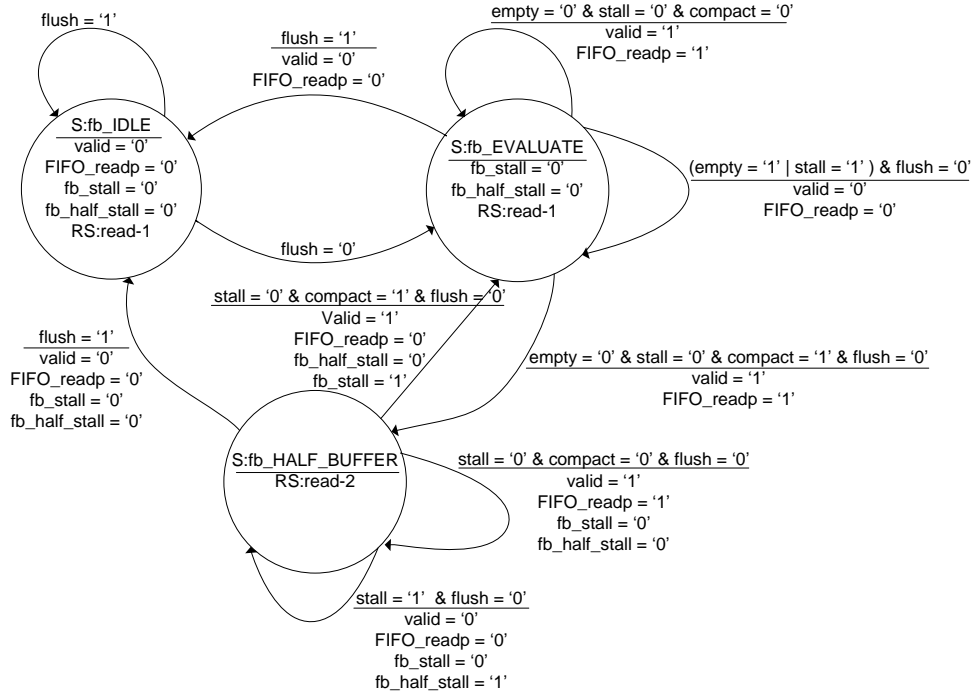 flush = ‘1’
empty = ‘0’ & stall = ‘0’ & compact = ‘0’
valid = ‘1’
FIFO_readp = ‘1’
flush = ‘1’
valid = ‘0’
FIFO_readp = ‘0’
S:fb_IDLE
valid = ‘0’
FIFO_readp = ‘0’
fb_stall = ‘0’
fb_half_stall = ‘0’
RS:read-1
S:fb_EVALUATE
fb_stall = ‘0’
fb_half_stall = ‘0’
RS:read-1
(empty = ‘1’ | stall = ‘1’ ) & flush = ‘0’
valid = ‘0’
FIFO_readp = ‘0’
flush = ‘0’
stall = ‘0’ & compact = ‘1’ & flush = ‘0’
Valid = ‘1’
FIFO_readp = ‘0’
fb_half_stall = ‘0’
fb_stall = ‘1’
flush = ‘1’
valid = ‘0’
FIFO_readp = ‘0’
fb_stall = ‘0’
fb_half_stall = ‘0’
empty = ‘0’ & stall = ‘0’ & compact = ‘1’ & flush = ‘0’
valid = ‘1’
FIFO_readp = ‘1’
S:fb_HALF_BUFFER
RS:read-2
stall = ‘0’ & compact = ‘0’ & flush = ‘0’
valid = ‘1’
FIFO_readp = ‘1’
fb_stall = ‘0’
fb_half_stall = ‘0’
stall = ‘1’ & flush = ‘0’
valid = ‘0’
FIFO_readp = ‘0’
fb_stall = ‘0’
fb_half_stall = ‘1’